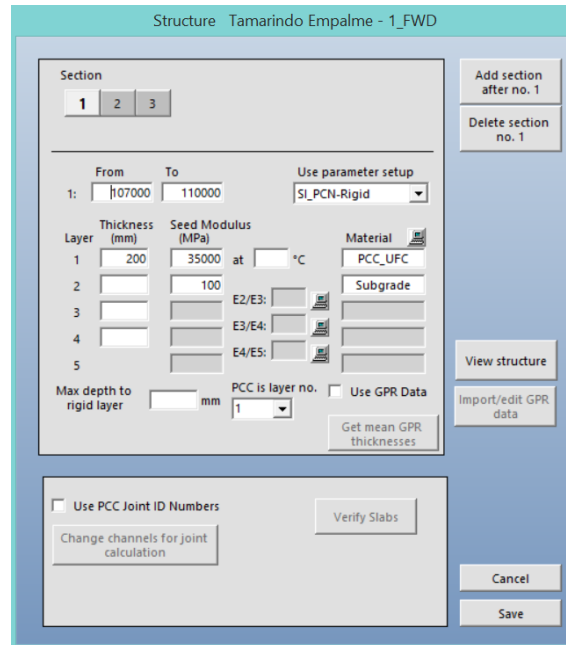 Structure Tamarindo Empalme - 1_FWD
Section
1 2 3
Add section
after no. 1
Delete section
no. 1
From To Use parameter setup
1: 107000 110000 SI_PCN-Rigid
Thickness Seed Modulus
Layer (mm) (MPa) Material
1 200 35000 at °C PCC_UFC
2 100 Subgrade
E2/E3:
3
E3/E4:
4
E4/E5:
5
Max depth to
rigid layer mm
PCC is layer no.
1
Use GPR Data
Get mean GPR
thicknesses
View structure
Import/edit GPR
data
Use PCC Joint ID Numbers
Change channels for joint
calculation
Verify Slabs
Cancel
Save